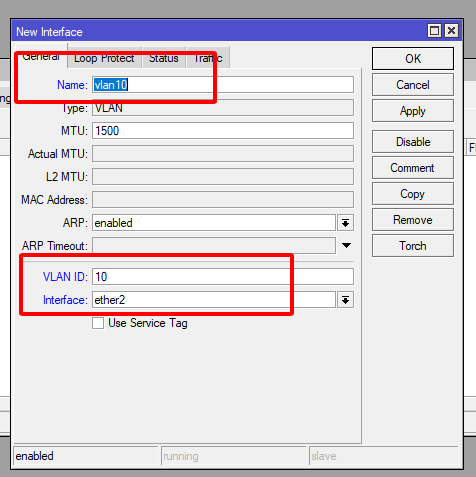 New Interface
General Loop Protect Status Traffic
Name: vlan10
Type: VLAN
MTU: 1500
Actual MTU:
L2 MTU:
MAC Address:
ARP: enabled
ARP Timeout:
VLAN ID: 10
Interface: ether2
Use Service Tag
OK
Cancel
Apply
Disable
Comment
Copy
Remove
Torch
enabled running slave